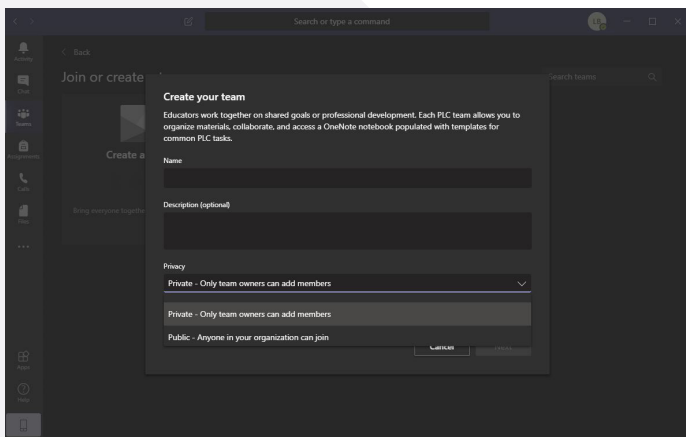 Search or type a command
LB
Activity
Back
Chat
Join or create
Search teams
Teams
Assignments
Calls
Files
Create a
Bring everyone togethe
Create your team
Educators work together on shared goals or professional development. Each PLC team allows you to
organize materials, collaborate, and access a OneNote notebook populated with templates for
common PLC tasks.
Name
Description (optional)
Privacy
Private - Only team owners can add members
Private - Only team owners can add members
Public - Anyone in your organization can join
Cancel
Next
Apps
Help